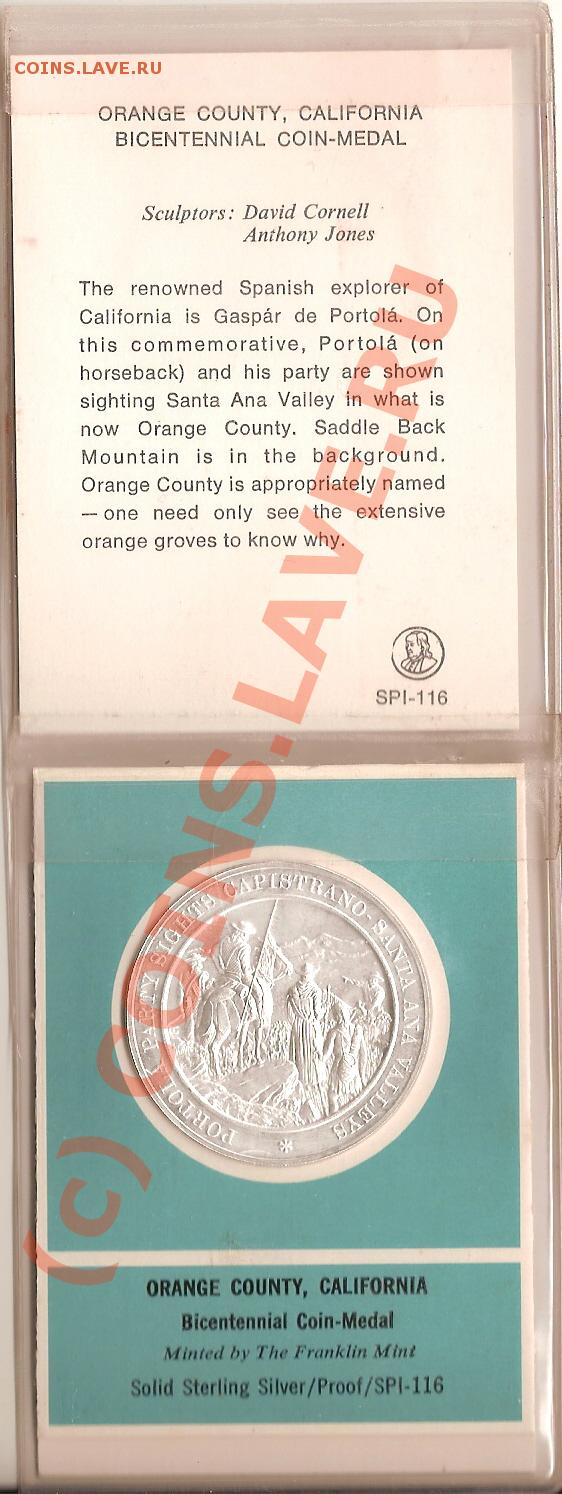 COINS.LAVE.RU
ORANGE COUNTY, CALIFORNIA
BICENTENNIAL COIN-MEDAL
Sculptors: David Cornell
Anthony Jones
The renowned Spanish explorer of
California is Gaspár de Portolá. On
this commemorative, Portolá (on
horseback) and his party are shown
sighting Santa Ana Valley in what is
now Orange County. Saddle Back
Mountain is in the background.
Orange County is appropriately named
—one need only see the extensive
orange groves to know why.
SPI-116
(c) COINS.LAVE.RU
PORTOLA PARTY SIGHTS CAPISTRANO-SANTA ANA VALLEYS
ORANGE COUNTY, CALIFORNIA
Bicentennial Coin-Medal
Minted by The Franklin Mint
Solid Sterling Silver/Proof/SPI-116